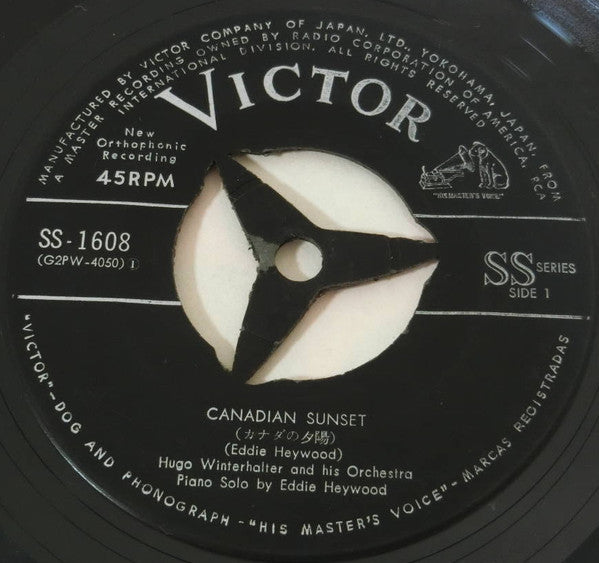 MANUFACTURED BY VICTOR COMPANY OF JAPAN, LTD., YOKOHAMA, JAPAN, FROM
A MASTER RECORDING OWNED BY RADIO CORPORATION OF AMERICA, RCA
INTERNATIONAL DIVISION. ALL RIGHTS RESERVED
VICTOR
New
Orthophonic
Recording
45RPM
"HIS MASTER'S VOICE"
SS-1608
(G2PW-4050) I
SS SERIES
SIDE 1
CANADIAN SUNSET
(カナダの夕陽)
(Eddie Heywood)
Hugo Winterhalter and his Orchestra
Piano Solo by Eddie Heywood
"VICTOR"-DOG AND PHONOGRAPH-"HIS MASTER'S VOICE"-MARCAS REGISTRADAS